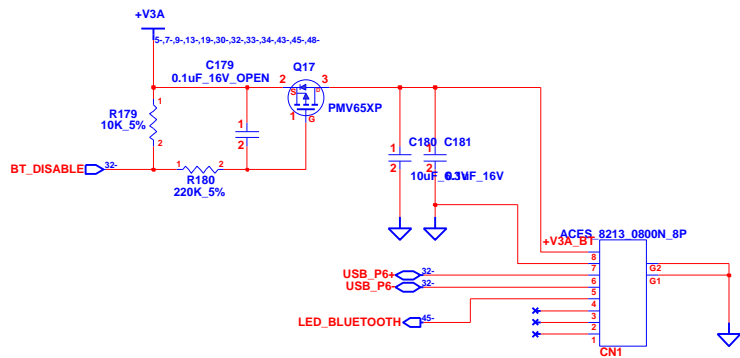 +V3A
5-,7-,9-,13-,19-,30-,32-,33-,34-,43-,45-,48-
C179
0.1uF_16V_OPEN
Q17
2
3
S
D
1
G
PMV65XP
R179
10K_5%
1
2
1
2
BT_DISABLE
32-
1
2
R180
220K_5%
C180
C181
1
2
1
2
10uF_6.3V
0.1uF_16V
ACES_8213_0800N_8P
+V3A_BT
8
7
6
5
4
3
2
1
G2
G1
USB_P6+
32-
USB_P6-
32-
LED_BLUETOOTH
45-
CN1